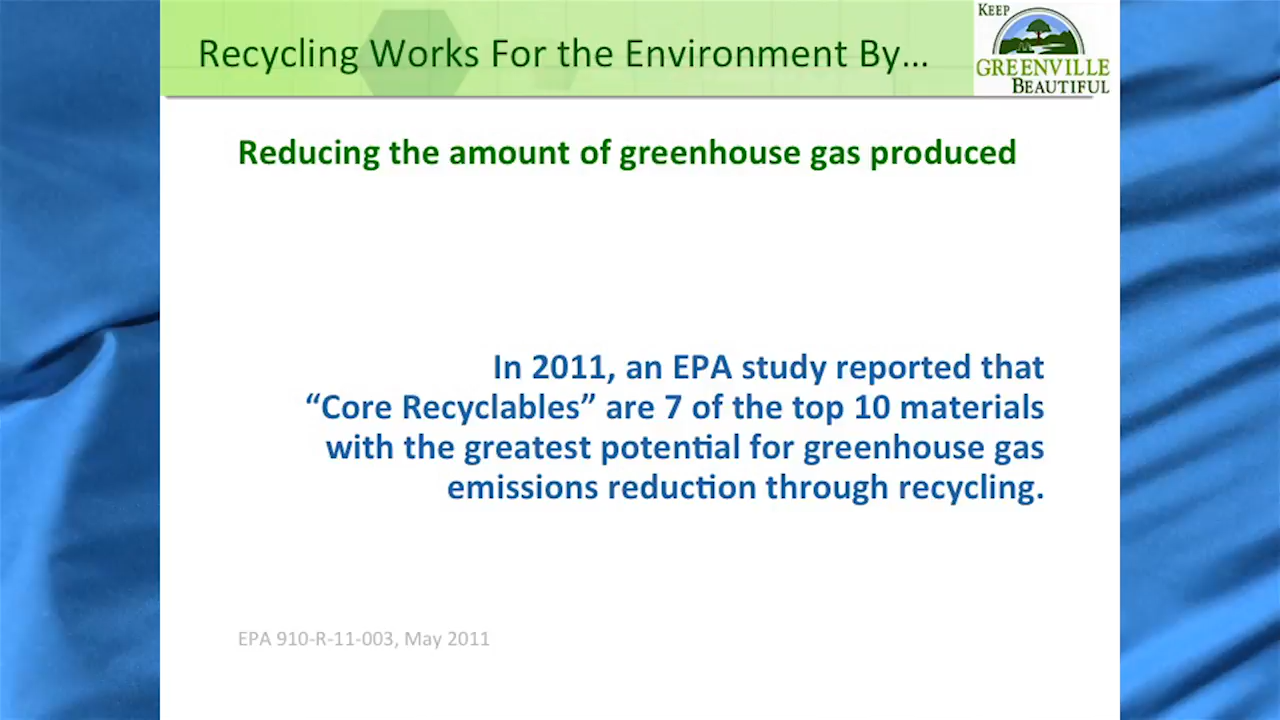 Recycling Works For the Environment By...
KEEP
GREENVILLE
BEAUTIFUL
Reducing the amount of greenhouse gas produced
In 2011, an EPA study reported that
“Core Recyclables” are 7 of the top 10 materials
with the greatest potential for greenhouse gas
emissions reduction through recycling.
EPA 910-R-11-003, May 2011